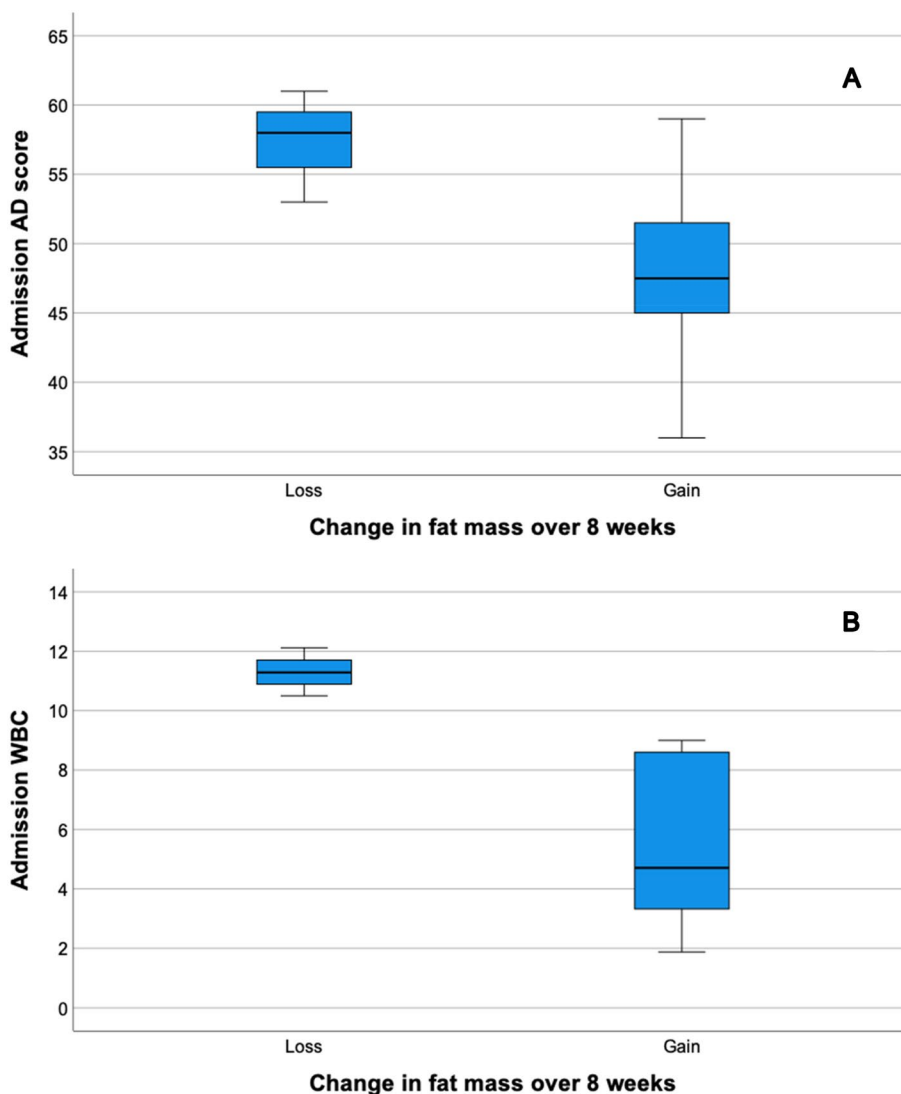 A
Admission AD score
65
60
55
50
45
40
35
Loss Gain
Change in fat mass over 8 weeks
B
Admission WBC
14
12
10
8
6
4
2
0
Loss Gain
Change in fat mass over 8 weeks